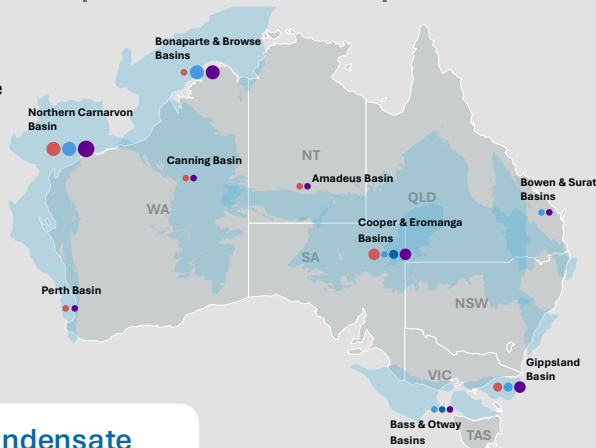 Bonaparte & Browse
Basins
Northern Carnarvon
Basin
Canning Basin
NT
Amadeus Basin
QLD
Bowen & Surat
Basins
WA
Cooper & Eromanga
Basins
SA
Perth Basin
NSW
Gippsland
Basin
VIC
Bass & Otway
Basins
TAS
ndensate